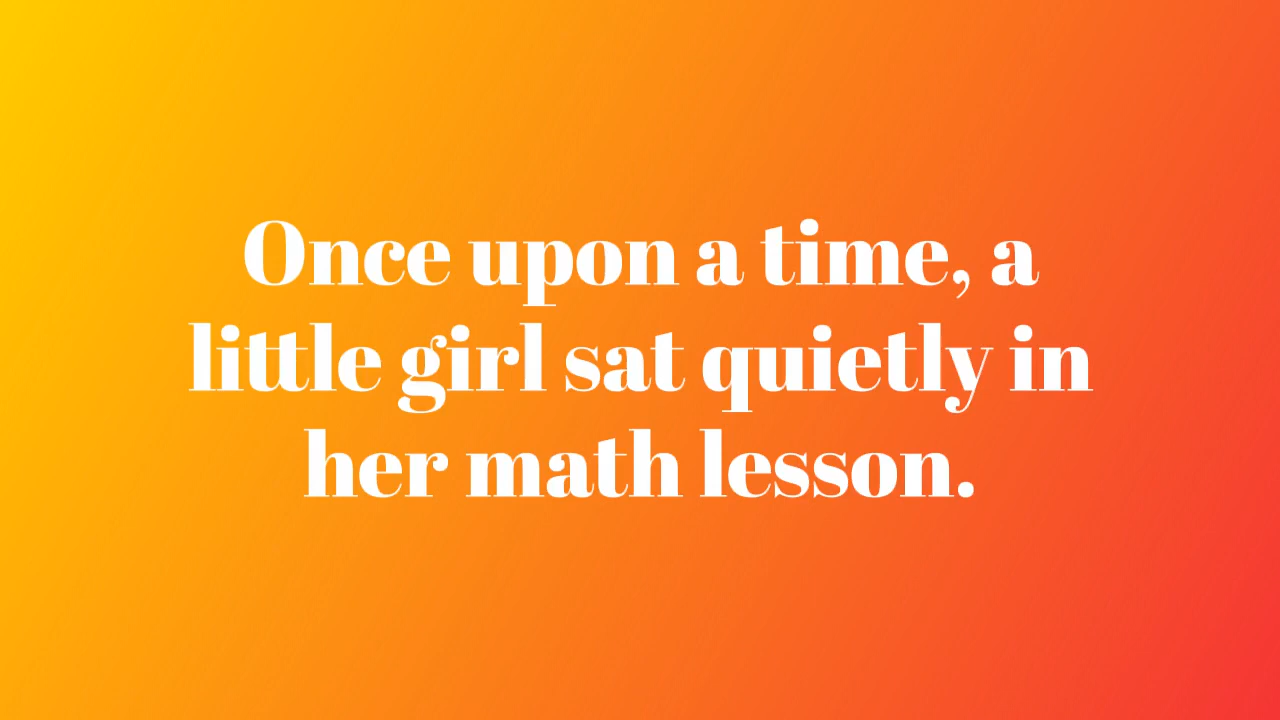 Once upon a time, a
little girl sat quietly in
her math lesson.